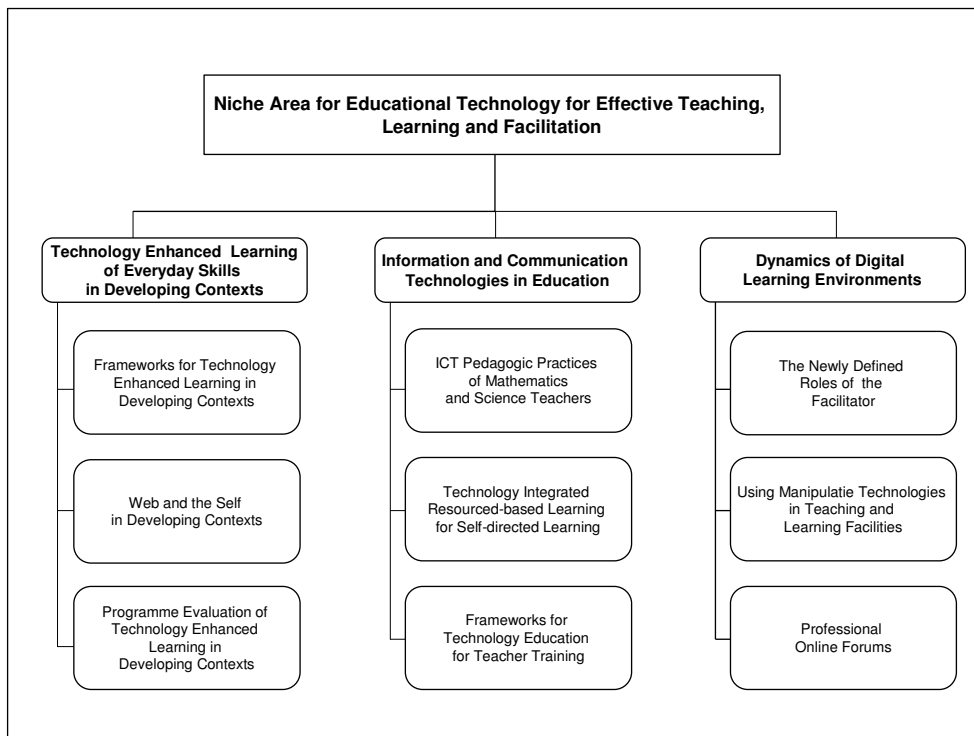 Niche Area for Educational Technology for Effective Teaching,
Learning and Facilitation
Technology Enhanced Learning
of Everyday Skills
in Developing Contexts
Frameworks for Technology
Enhanced Learning in
Developing Contexts
Web and the Self
in Developing Contexts
Programme Evaluation of
Technology Enhanced
Learning in
Developing Contexts
Information and Communication
Technologies in Education
ICT Pedagogic Practices
of Mathematics
and Science Teachers
Technology Integrated
Resourced-based Learning
for Self-directed Learning
Frameworks for
Technology Education
for Teacher Training
Dynamics of Digital
Learning Environments
The Newly Defined
Roles of the
Facilitator
Using Manipulatie Technologies
in Teaching and
Learning Facilities
Professional
Online Forums